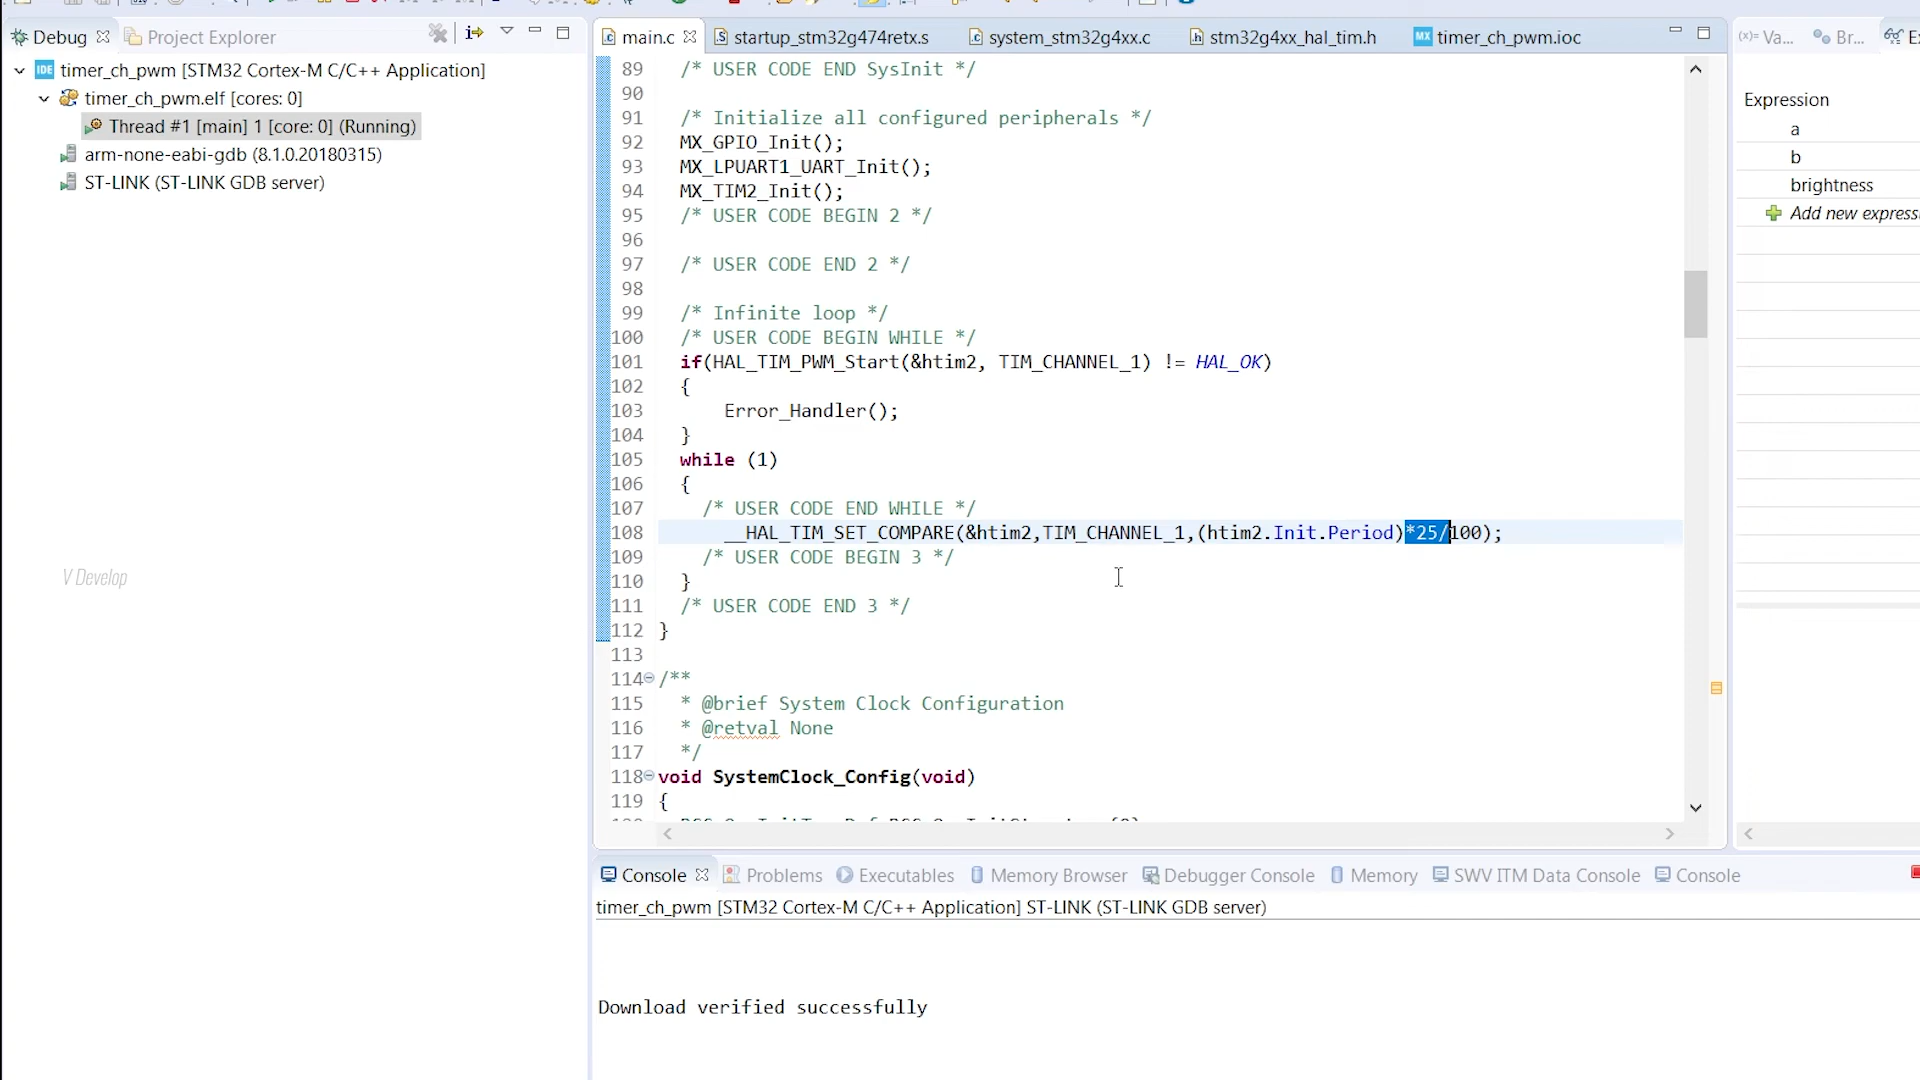 Debug
Project Explorer
timer_ch_pwm [STM32 Cortex-M C/C++ Application]
timer_ch_pwm.elf [cores: 0]
Thread #1 [main] 1 [core: 0] (Running)
arm-none-eabi-gdb (8.1.0.20180315)
ST-LINK (ST-LINK GDB server)
V Develop
main.c
startup_stm32g474retx.s
system_stm32g4xx.c
stm32g4xx_hal_tim.h
timer_ch_pwm.ioc
89 /* USER CODE END SysInit */
90
91 /* Initialize all configured peripherals */
92 MX_GPIO_Init();
93 MX_LPUART1_UART_Init();
94 MX_TIM2_Init();
95 /* USER CODE BEGIN 2 */
96
97 /* USER CODE END 2 */
98
99 /* Infinite loop */
100 /* USER CODE BEGIN WHILE */
101 if(HAL_TIM_PWM_Start(&htim2, TIM_CHANNEL_1) != HAL_OK)
102 {
103 Error_Handler();
104 }
105 while (1)
106 {
107 /* USER CODE END WHILE */
108 __HAL_TIM_SET_COMPARE(&htim2,TIM_CHANNEL_1,(htim2.Init.Period)*25/100);
109 /* USER CODE BEGIN 3 */
110 }
111 /* USER CODE END 3 */
112 }
113
114 /**
115 * @brief System Clock Configuration
116 * @retval None
117 */
118 void SystemClock_Config(void)
119 {
(x)= Va...
Br...
Expression
a
b
brightness
Add new express
Console
Problems
Executables
Memory Browser
Debugger Console
Memory
SWV ITM Data Console
Console
timer_ch_pwm [STM32 Cortex-M C/C++ Application] ST-LINK (ST-LINK GDB server)
Download verified successfully